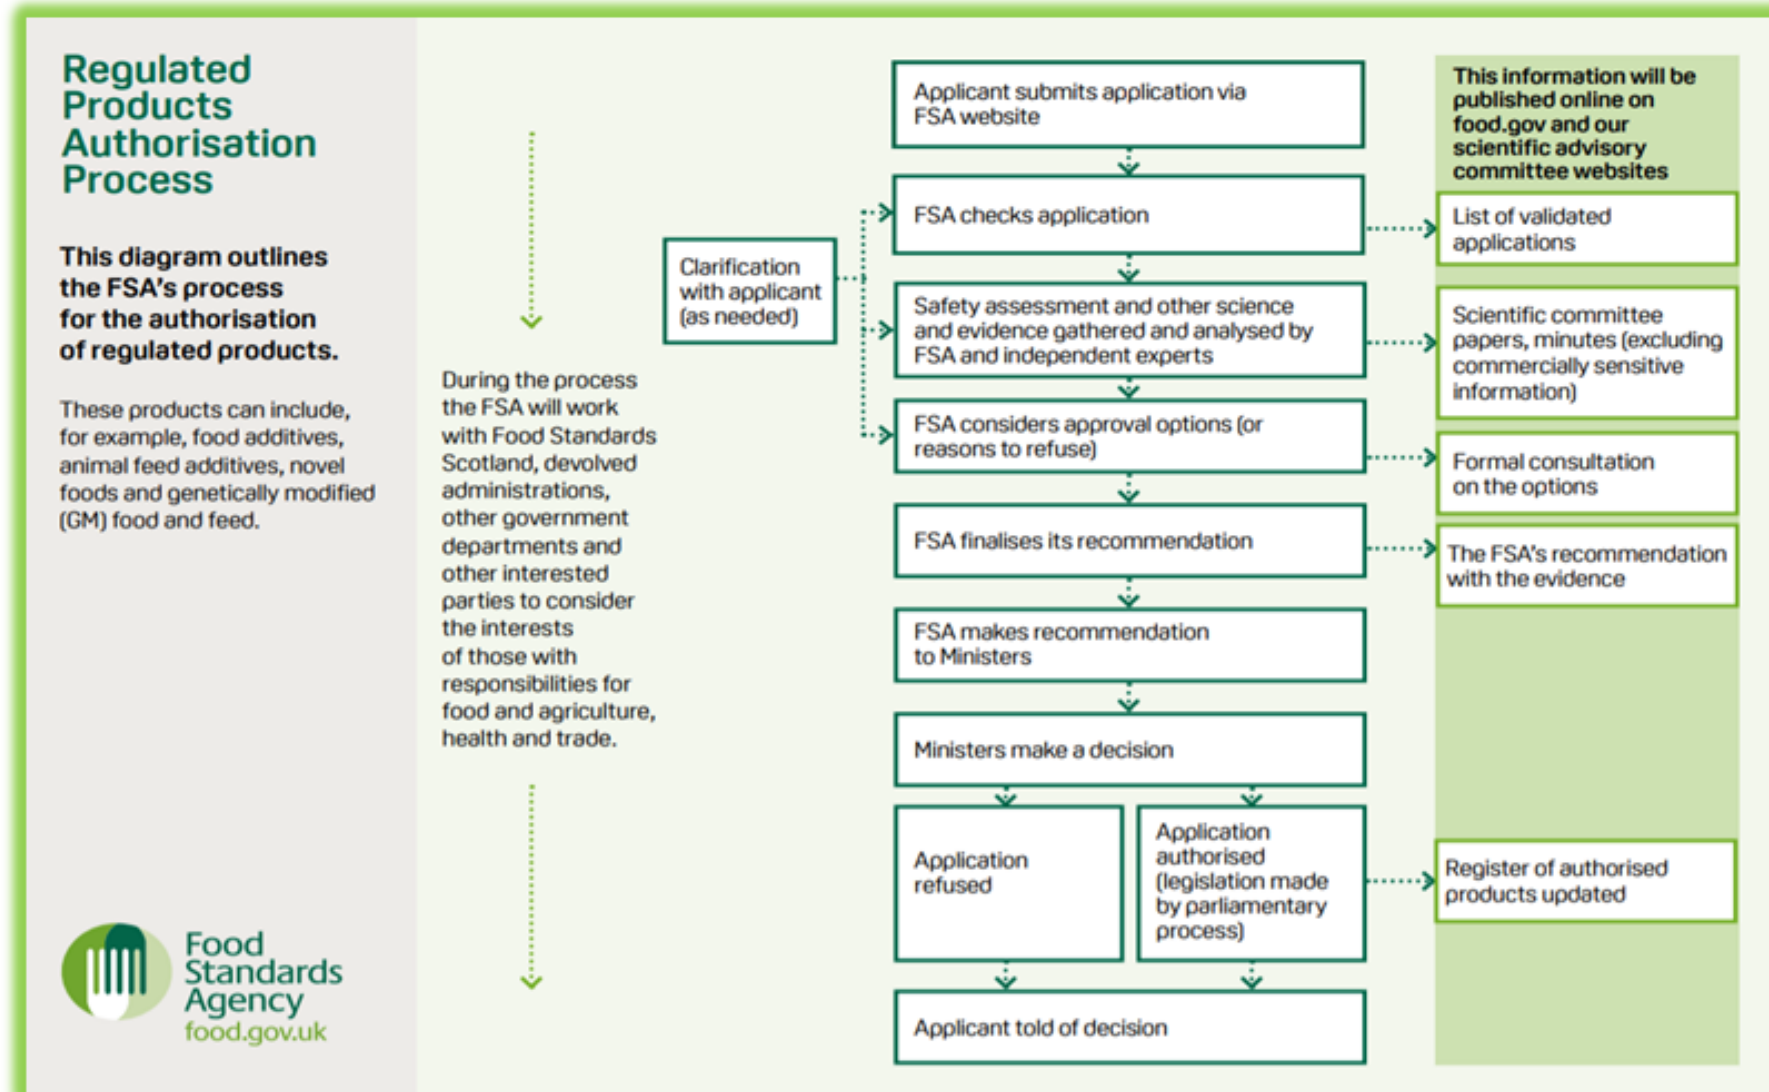 Regulated
Products
Authorisation
Process
This diagram outlines
the FSA's process
for the authorisation
of regulated products.
These products can include,
for example, food additives,
animal feed additives, novel
foods and genetically modified
(GM) food and feed.
Food
Standards
Agency
food.gov.uk
During the process
the FSA will work
with Food Standards
Scotland, devolved
administrations,
other government
departments and
other interested
parties to consider
the interests
of those with
responsibilities for
food and agriculture,
health and trade.
Clarification
with applicant
(as needed)
Applicant submits application via
FSA website
FSA checks application
Safety assessment and other science
and evidence gathered and analysed by
FSA and independent experts
FSA considers approval options (or
reasons to refuse)
FSA finalises its recommendation
FSA makes recommendation
to Ministers
Ministers make a decision
Application
refused
Application
authorised
(legislation made
by parliamentary
process)
Applicant told of decision
This information will be
published online on
food.gov and our
scientific advisory
committee websites
List of validated
applications
Scientific committee
papers, minutes (excluding
commercially sensitive
information)
Formal consultation
on the options
The FSA's recommendation
with the evidence
Register of authorised
products updated